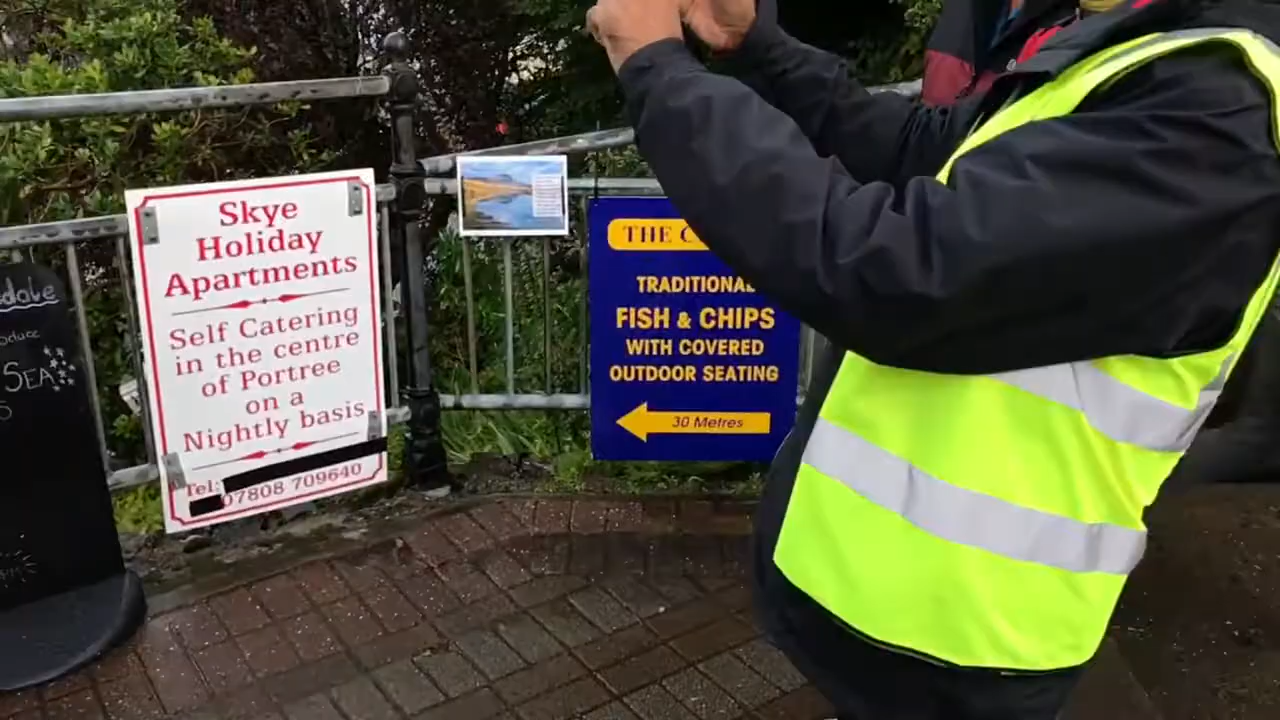 dale
SEA
Skye
Holiday
Apartments
Self Catering
in the centre
of Portree
on a
Nightly basis
Tel:
07808 709640
THE C
TRADITIONAL
FISH & CHIPS
WITH COVERED
OUTDOOR SEATING
30 Metres